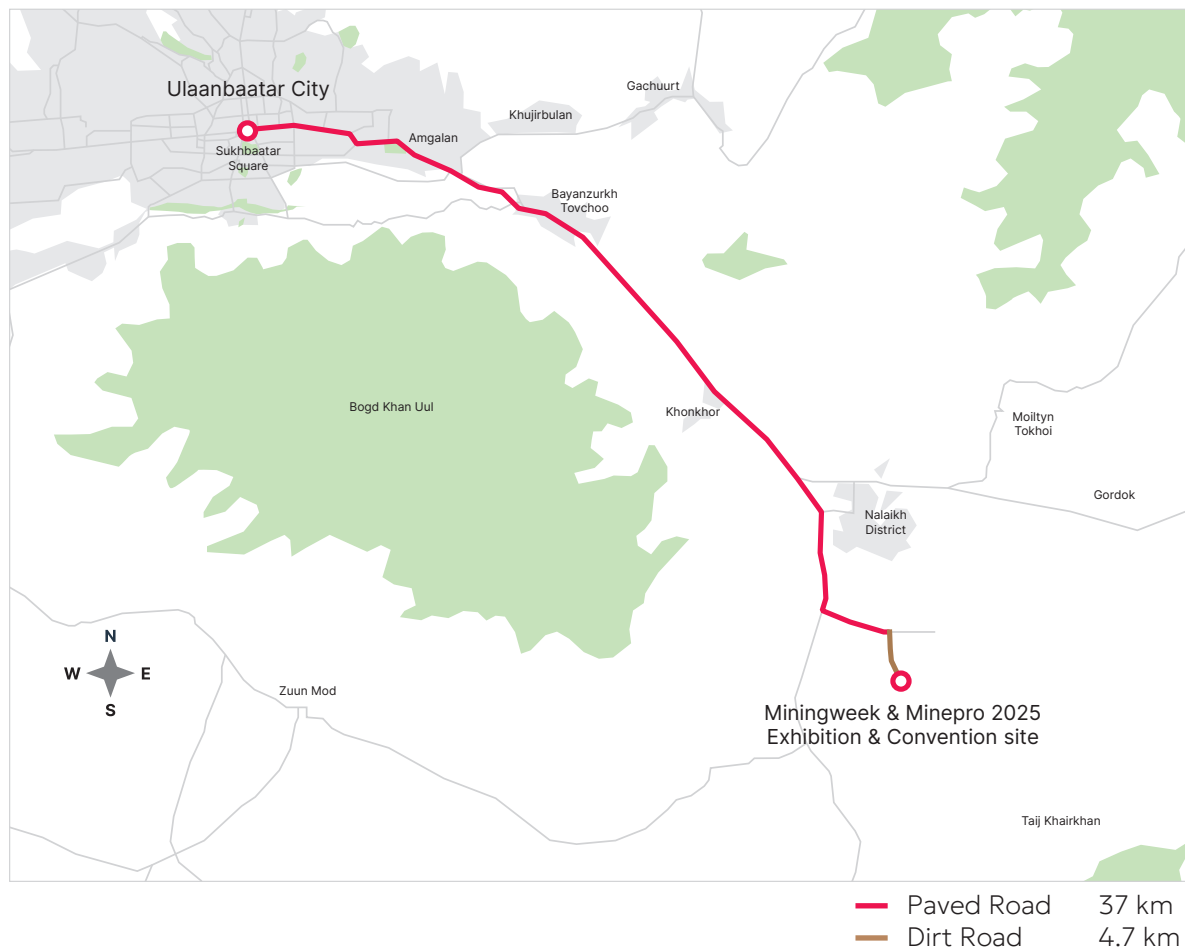 Ulaanbaatar City
Gachuurt
Khujirbulan
Amgalan
Sukhbaatar
Square
Bayanzurkh
Tovchoo
Bogd Khan Uul
Khonkhor
Moiltyn
Tokhoi
Gordok
Nalaikh
District
N
W E
S
Zuun Mod
Miningweek & Minepro 2025
Exhibition & Convention site
Taij Khairkhan
Paved Road 37 km
Dirt Road 4.7 km